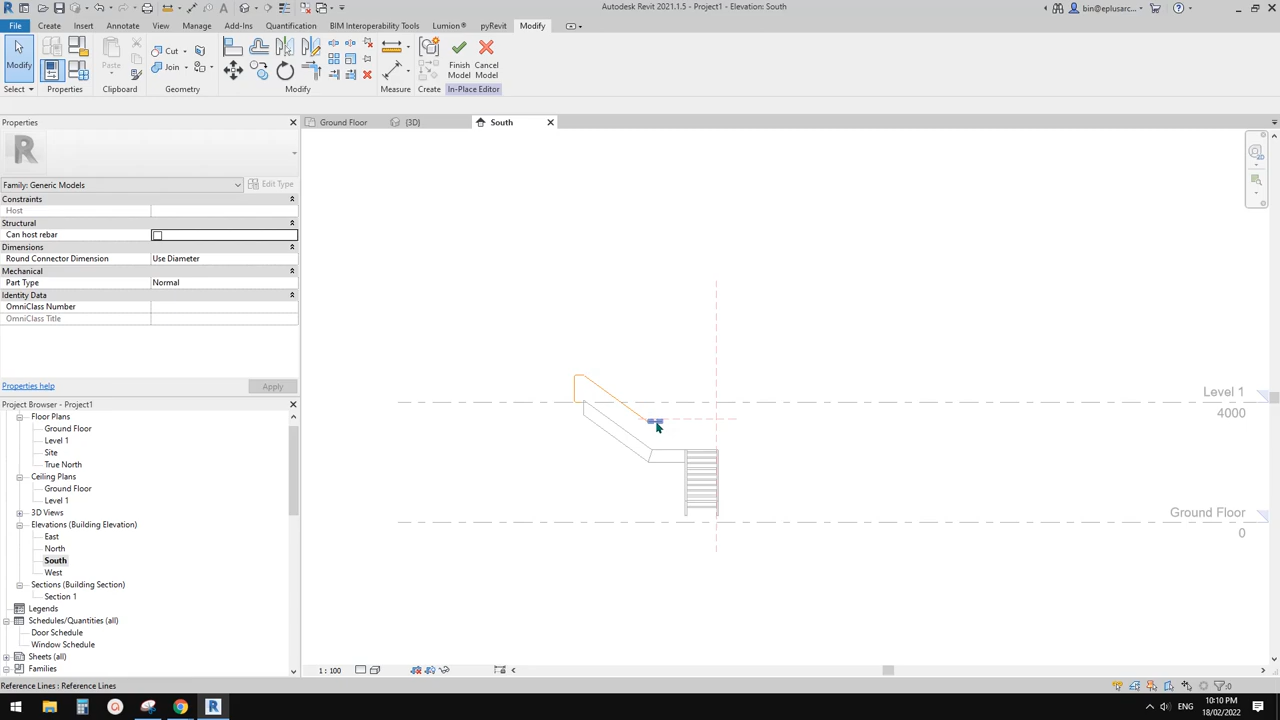 Autodesk Revit 2021.1.5 - Project1 - Elevation: South
bin@eplusarc...
File Create Insert Annotate View Manage Add-Ins Quantification BIM Interoperability Tools Lumion® pyRevit Modify
Modify Paste Cut Join Finish Model Cancel Model
Select Properties Clipboard Geometry Modify Measure Create In-Place Editor
Properties
Ground Floor {3D} South
Family: Generic Models Edit Type
Constraints
Host
Structural
Can host rebar
Dimensions
Round Connector Dimension Use Diameter
Mechanical
Part Type Normal
Identity Data
OmniClass Number
OmniClass Title
Properties help Apply
Project Browser - Project1
Floor Plans
Ground Floor
Level 1
Site
True North
Ceiling Plans
Ground Floor
Level 1
3D Views
Elevations (Building Elevation)
East
North
South
West
Sections (Building Section)
Section 1
Legends
Schedules/Quantities (all)
Door Schedule
Window Schedule
Sheets (all)
Families
Level 1
4000
Ground Floor
0
1 : 100
Reference Lines : Reference Lines
:0
ENG
10:10 PM
18/02/2022